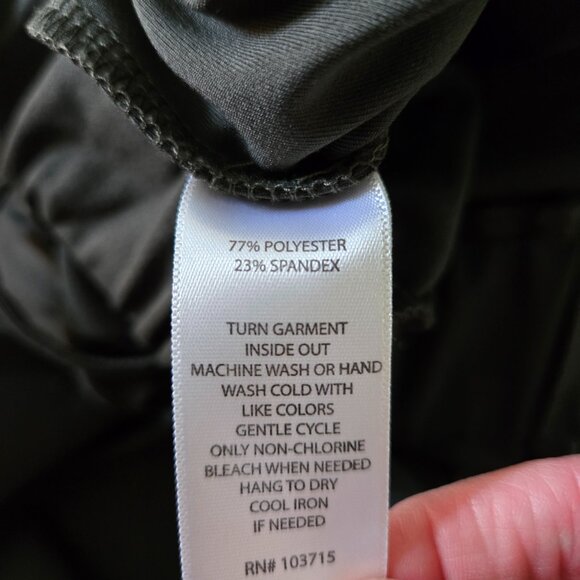 77% POLYESTER
23% SPANDEX
TURN GARMENT
INSIDE OUT
MACHINE WASH OR HAND
WASH COLD WITH
LIKE COLORS
GENTLE CYCLE
ONLY NON-CHLORINE
BLEACH WHEN NEEDED
HANG TO DRY
COOL IRON
IF NEEDED
RN# 103715